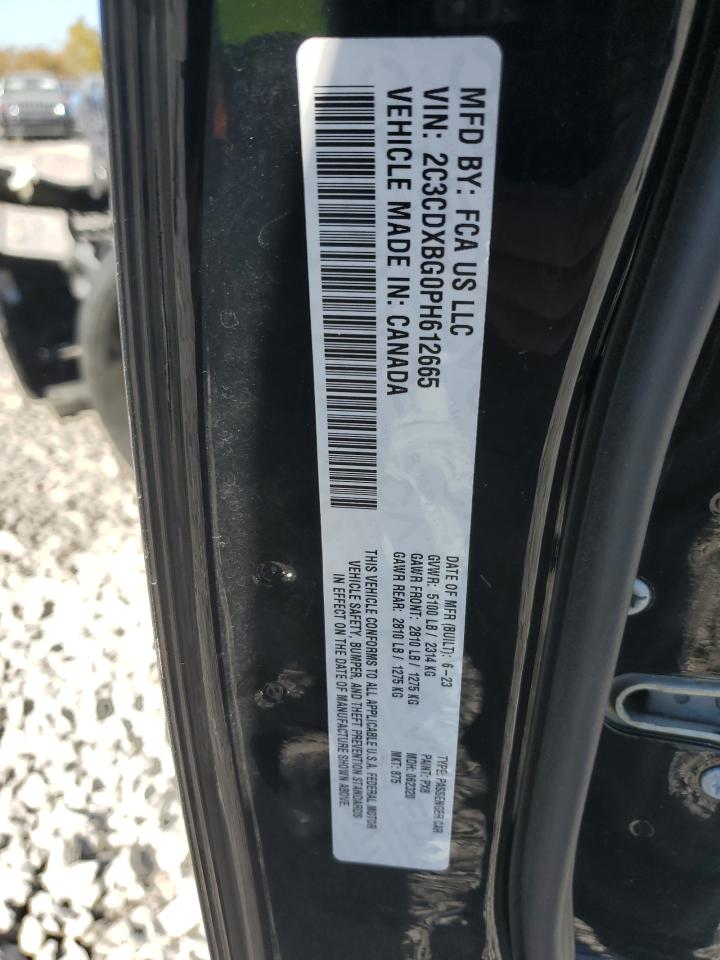 MFD BY: FCA US LLC
VIN: 2C3CDXBG0PH612665
VEHICLE MADE IN: CANADA
DATE OF MFR (BUILT): 6-23
GVWR: 5100 LB / 2314 KG
GAWR FRONT: 2810 LB / 1275 KG
GAWR REAR: 2810 LB / 1275 KG
THIS VEHICLE CONFORMS TO ALL APPLICABLE U.S.A. FEDERAL MOTOR
VEHICLE SAFETY, BUMPER, AND THEFT PREVENTION STANDARDS
IN EFFECT ON THE DATE OF MANUFACTURE SHOWN ABOVE.
TYPE: PASSENGER CAR
PAINT: PX8
MDH: 062320
MKT: B75